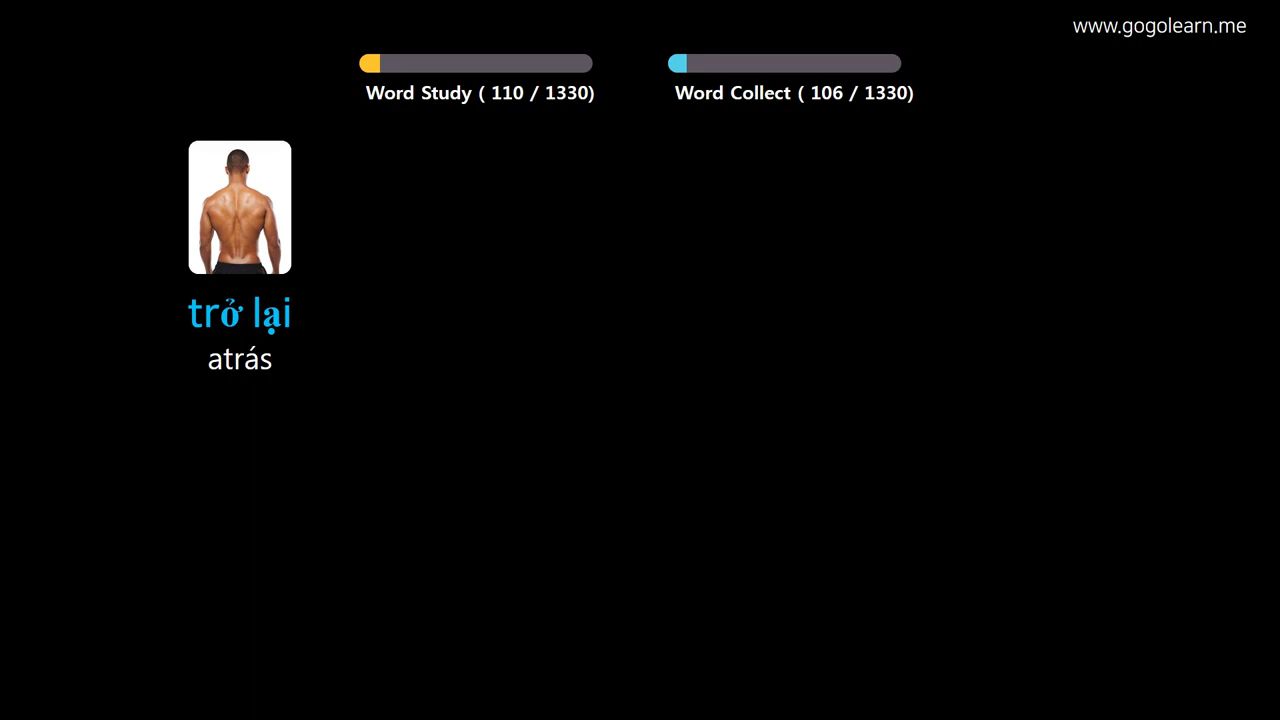 www.gogolearn.me
Word Study ( 110 / 1330)
Word Collect ( 106 / 1330)
trở lại
atrás